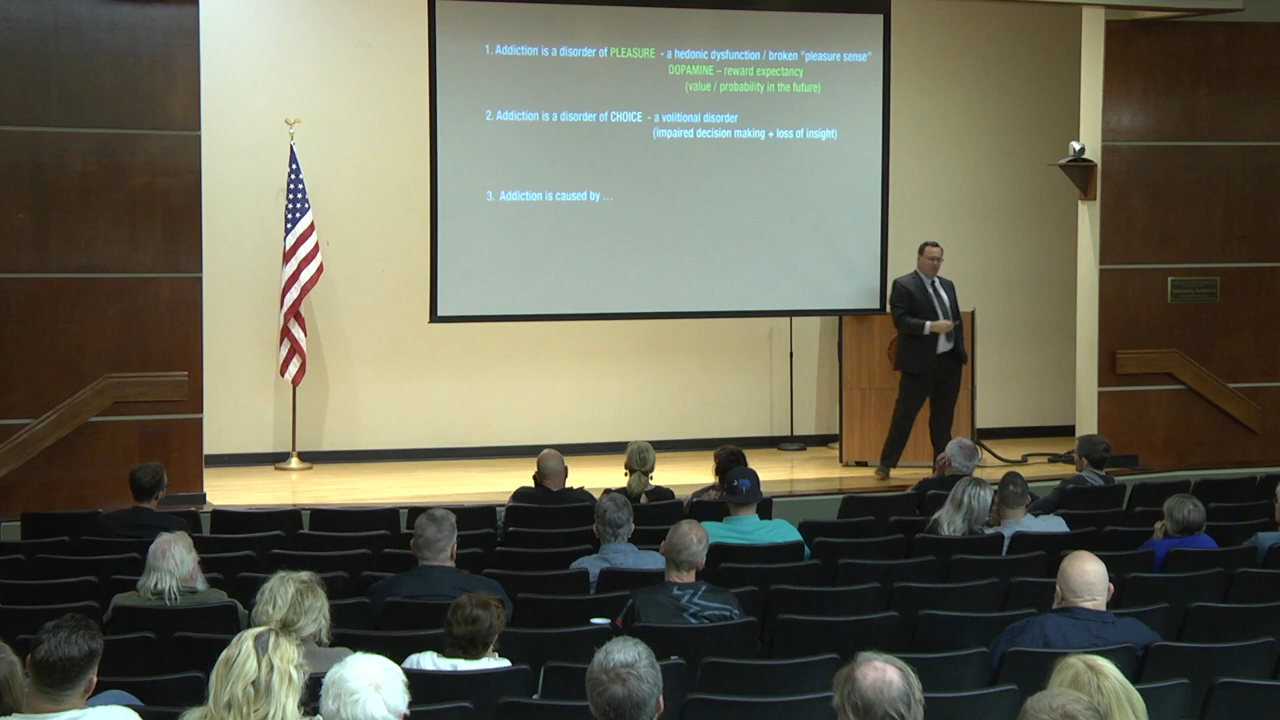 1. Addiction is a disorder of PLEASURE - a hedonic dysfunction / broken "pleasure sense"
DOPAMINE – reward expectancy
(value / probability in the future)
2. Addiction is a disorder of CHOICE - a volitional disorder
(impaired decision making + loss of insight)
3. Addiction is caused by ...